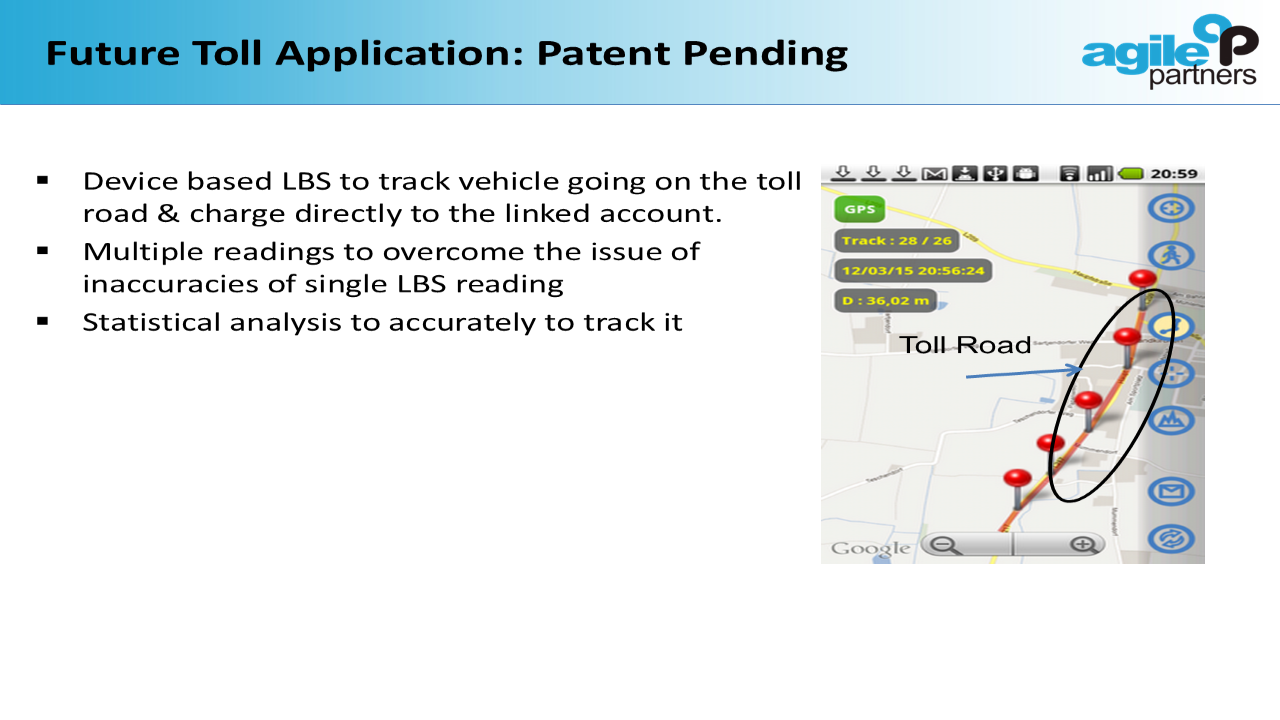 Future Toll Application: Patent Pending
agile
partners
▪ Device based LBS to track vehicle going on the toll
road & charge directly to the linked account.
▪ Multiple readings to overcome the issue of
inaccuracies of single LBS reading
▪ Statistical analysis to accurately to track it
20:59
GPS
Track : 28 / 26
12/03/15 20:56:24
D : 36,02 m
Hauptstraße
Toll Road
Google